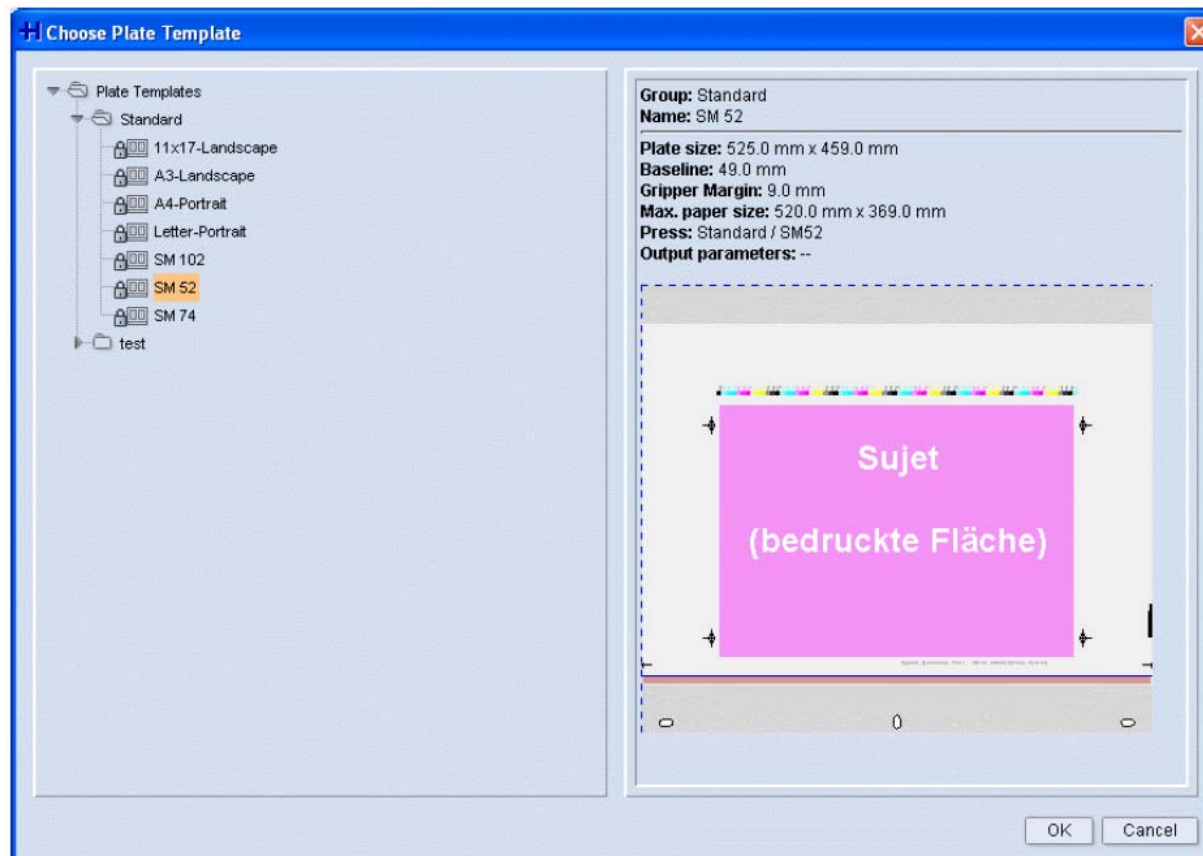 Choose Plate Template
Plate Templates
Standard
11x17-Landscape
A3-Landscape
A4-Portrait
Letter-Portrait
SM 102
SM 52
SM 74
test
Group: Standard
Name: SM 52
Plate size: 525.0 mm x 459.0 mm
Baseline: 49.0 mm
Gripper Margin: 9.0 mm
Max. paper size: 520.0 mm x 369.0 mm
Press: Standard / SM52
Output parameters: --
Sujet
(bedruckte Fläche)
OK
Cancel